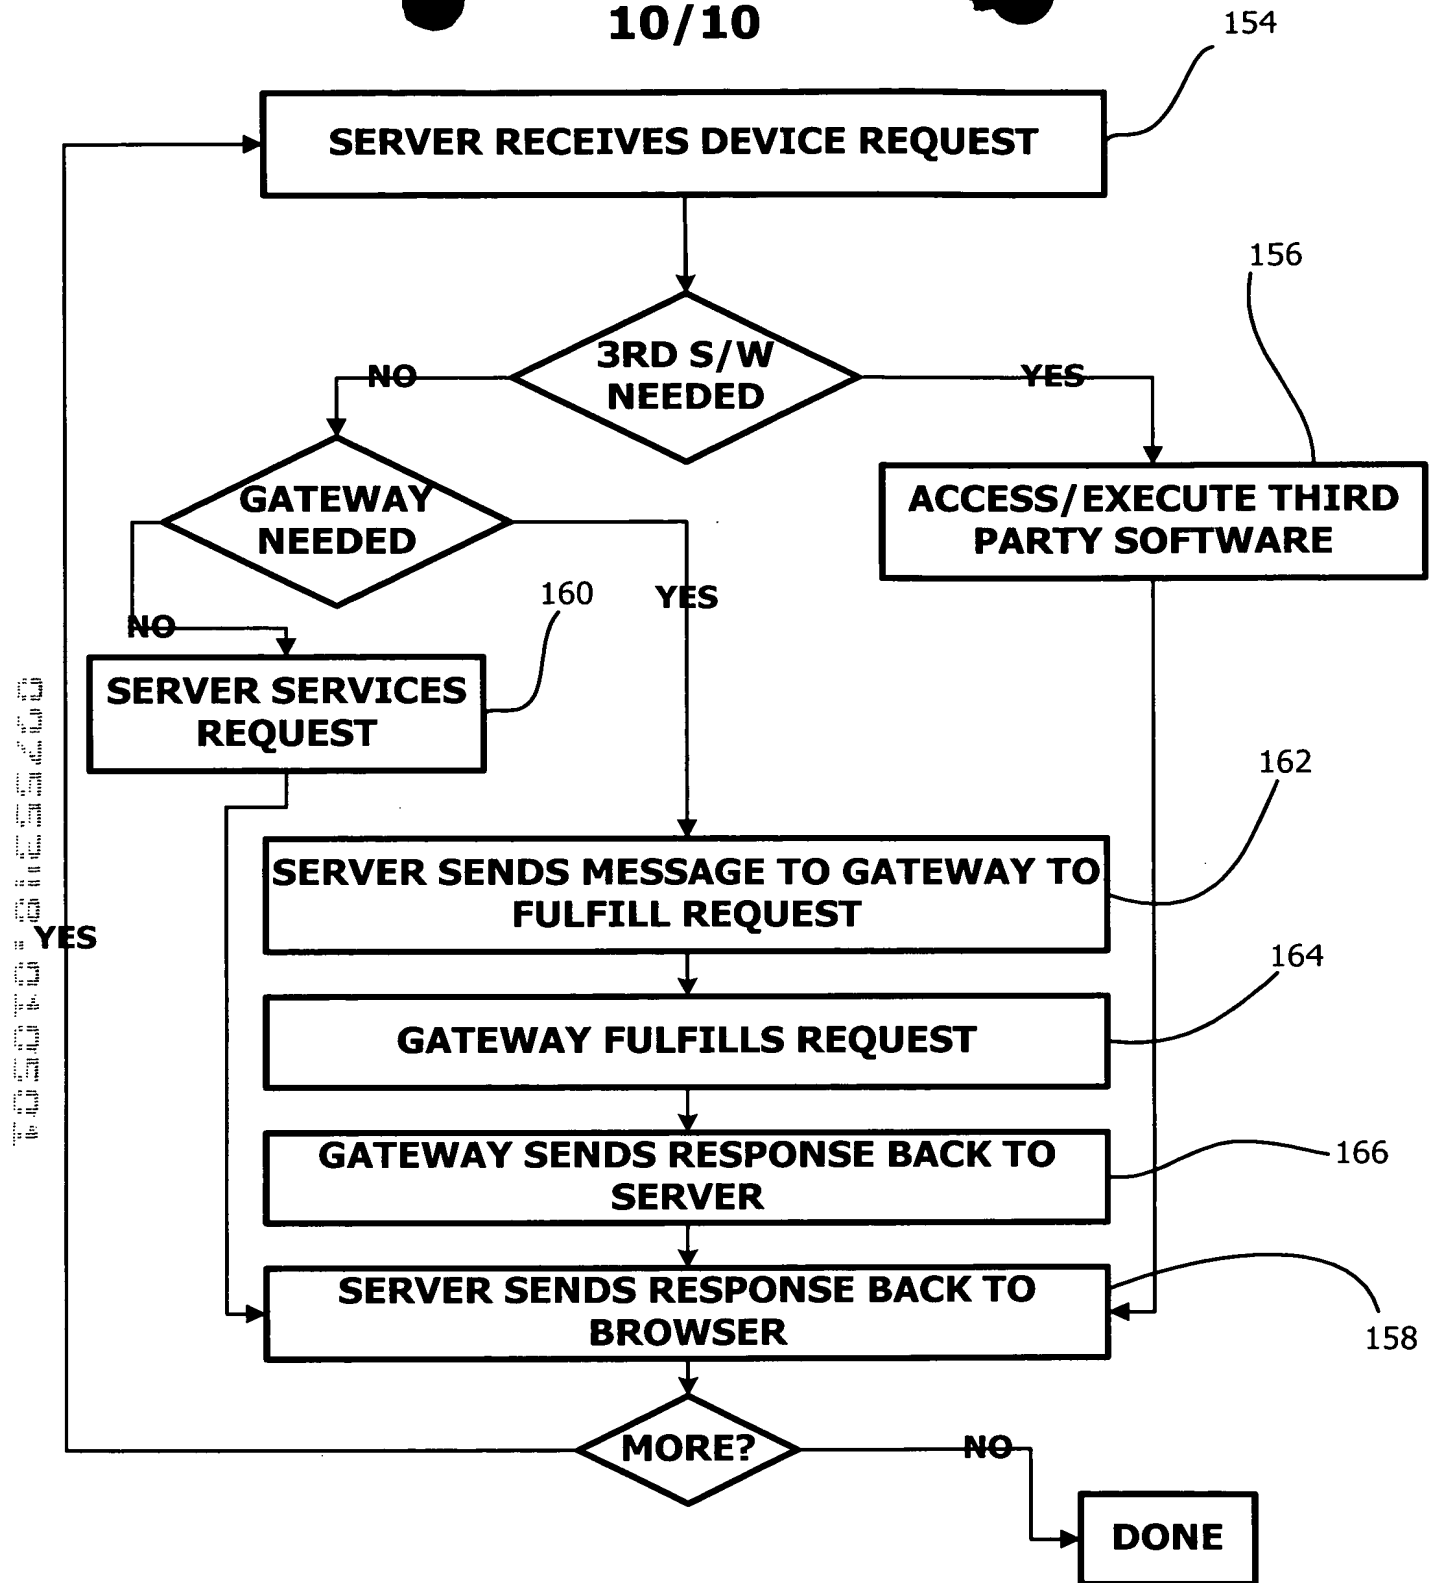 10/10
154
SERVER RECEIVES DEVICE REQUEST
156
3RD S/W
NEEDED
NO
YES
GATEWAY
NEEDED
ACCESS/EXECUTE THIRD
PARTY SOFTWARE
160
YES
NO
SERVER SERVICES
REQUEST
162
SERVER SENDS MESSAGE TO GATEWAY TO
FULFILL REQUEST
YES
164
GATEWAY FULFILLS REQUEST
GATEWAY SENDS RESPONSE BACK TO
SERVER
166
SERVER SENDS RESPONSE BACK TO
BROWSER
158
MORE?
NO
DONE